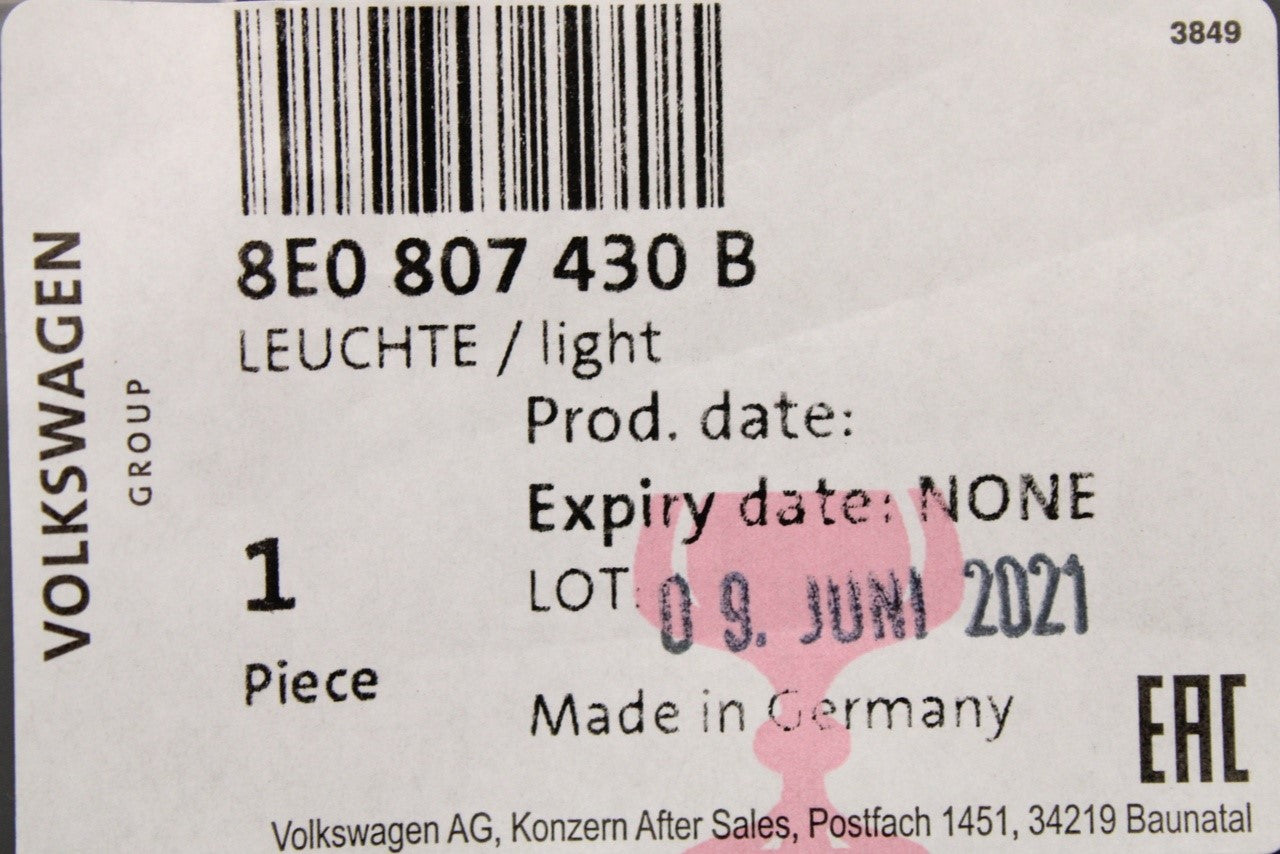 3849
8E0 807 430 B
LEUCHTE / light
Prod. date:
Expiry date: NONE
LOT: 09. JUNI 2021
1
Piece
Made in Germany
VOLKSWAGEN
GROUP
EAC
Volkswagen AG, Konzern After Sales, Postfach 1451, 34219 Baunatal